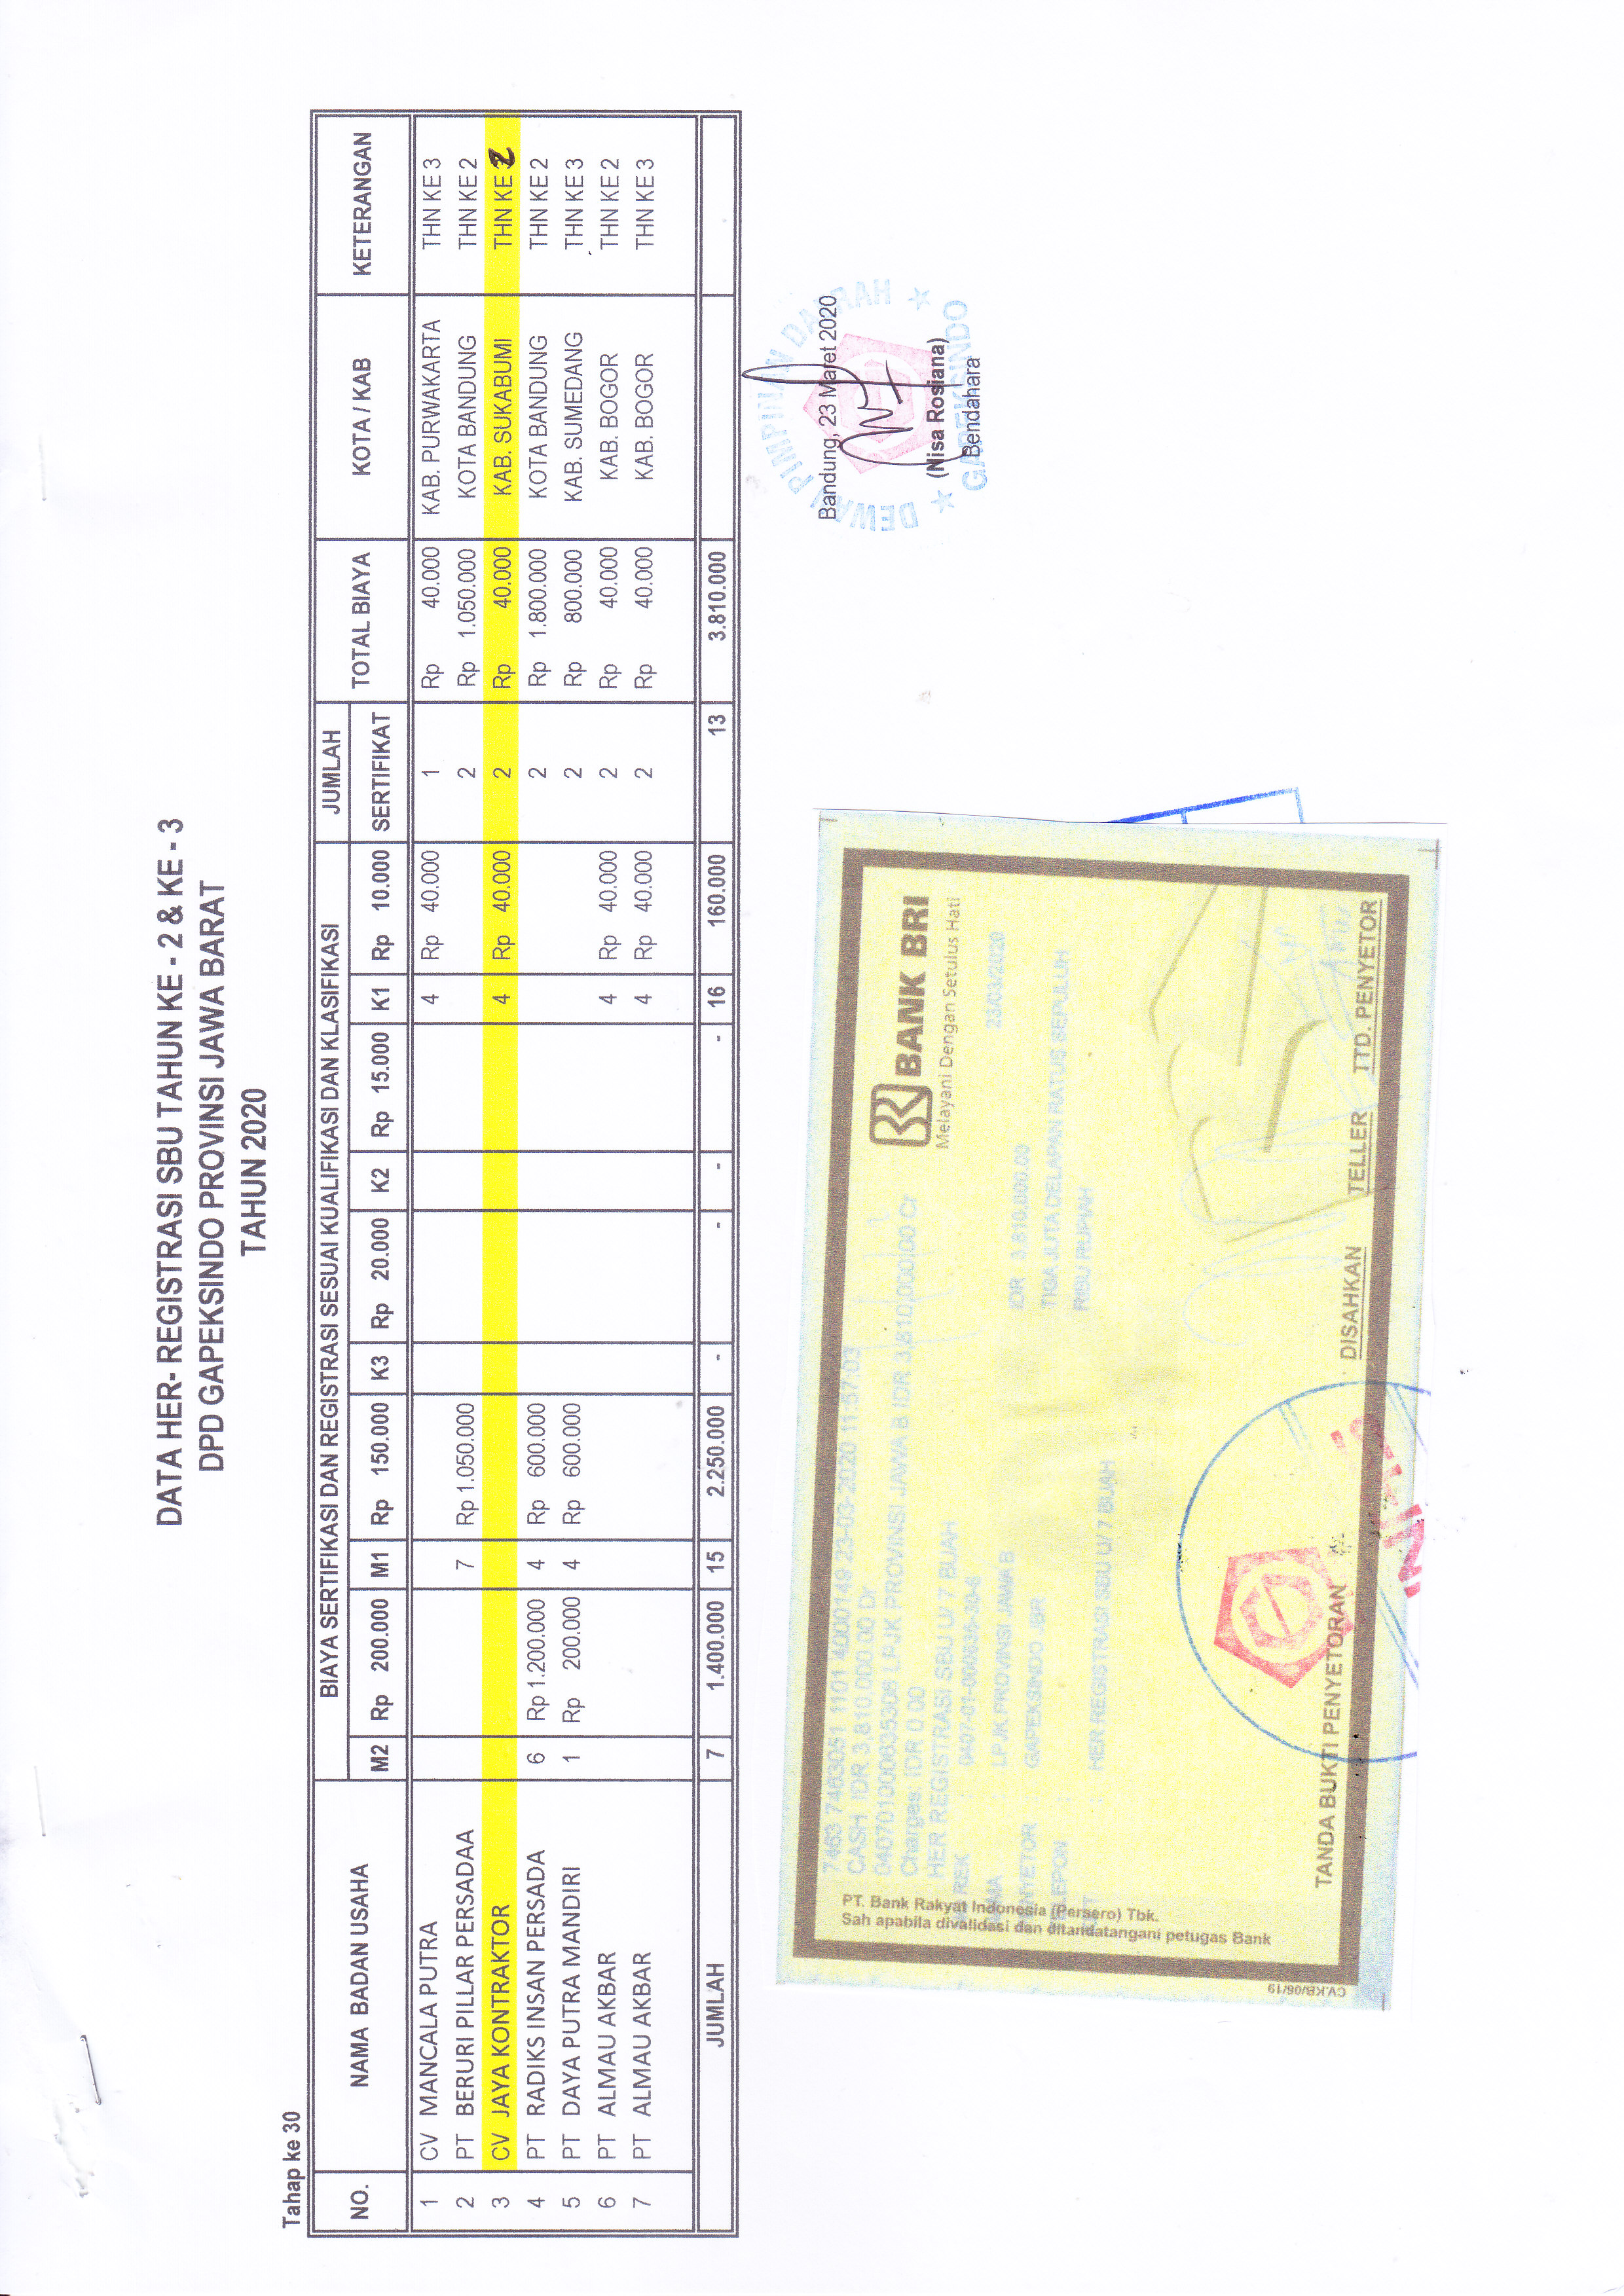 DATA HER- REGISTRASI SBU TAHUN KE - 2 & KE - 3
DPD GAPEKSINDO PROVINSI JAWA BARAT
TAHUN 2020
Tahap ke 30
NO. NAMA BADAN USAHA BIAYA SERTIFIKASI DAN REGISTRASI SESUAI KUALIFIKASI DAN KLASIFIKASI JUMLAH TOTAL BIAYA KOTA / KAB KETERANGAN
M2 Rp 200.000 M1 Rp 150.000 K3 Rp 20.000 K2 Rp 15.000 K1 Rp 10.000 SERTIFIKAT
1 CV MANCALA PUTRA 4 Rp 40.000 1 Rp 40.000 KAB. PURWAKARTA THN KE 3
2 PT BERURI PILLAR PERSADAA 7 Rp 1.050.000 2 Rp 1.050.000 KOTA BANDUNG THN KE 2
3 CV JAYA KONTRAKTOR 4 Rp 40.000 2 Rp 40.000 KAB. SUKABUMI THN KE 2
4 PT RADIKS INSAN PERSADA 6 Rp 1.200.000 4 Rp 600.000 2 Rp 1.800.000 KOTA BANDUNG THN KE 2
5 PT DAYA PUTRA MANDIRI 1 Rp 200.000 4 Rp 600.000 2 Rp 800.000 KAB. SUMEDANG THN KE 3
6 PT ALMAU AKBAR 4 Rp 40.000 2 Rp 40.000 KAB. BOGOR THN KE 2
7 PT ALMAU AKBAR 4 Rp 40.000 2 Rp 40.000 KAB. BOGOR THN KE 3
JUMLAH 7 1.400.000 15 2.250.000 - - - - 16 160.000 13 3.810.000
Bandung, 23 Maret 2020
DEWAN PIMPINAN DAERAH
GAPEKSINDO
(Nisa Rosiana)
Bendahara
BANK BRI
Melayani Dengan Setulus Hati
PT. Bank Rakyat Indonesia (Persero) Tbk.
Sah apabila divalidasi dan ditandatangani petugas Bank
7463 7463051 1101 4000149 23-03-2020 11:57:03
CASH IDR 3,810,000.00 Dr
LPJK PROVINSI JAWA B IDR 3,810,000.00 Cr
Charges: IDR 0.00
HER REGISTRASI SBU U/ 7 BUAH
REK : 23/03/2020
LPJK PROVINSI JAWA B IDR 3.810.000.00
GAPEKSINDO JBR TIGA JUTA DELAPAN RATUS SEPULUH
RIBU RUPIAH
HER REGISTRASI SBU U/ 7 BUAH
TANDA BUKTI PENYETORAN DISAHKAN TELLER TTD. PENYETOR
CV.KB/06/19